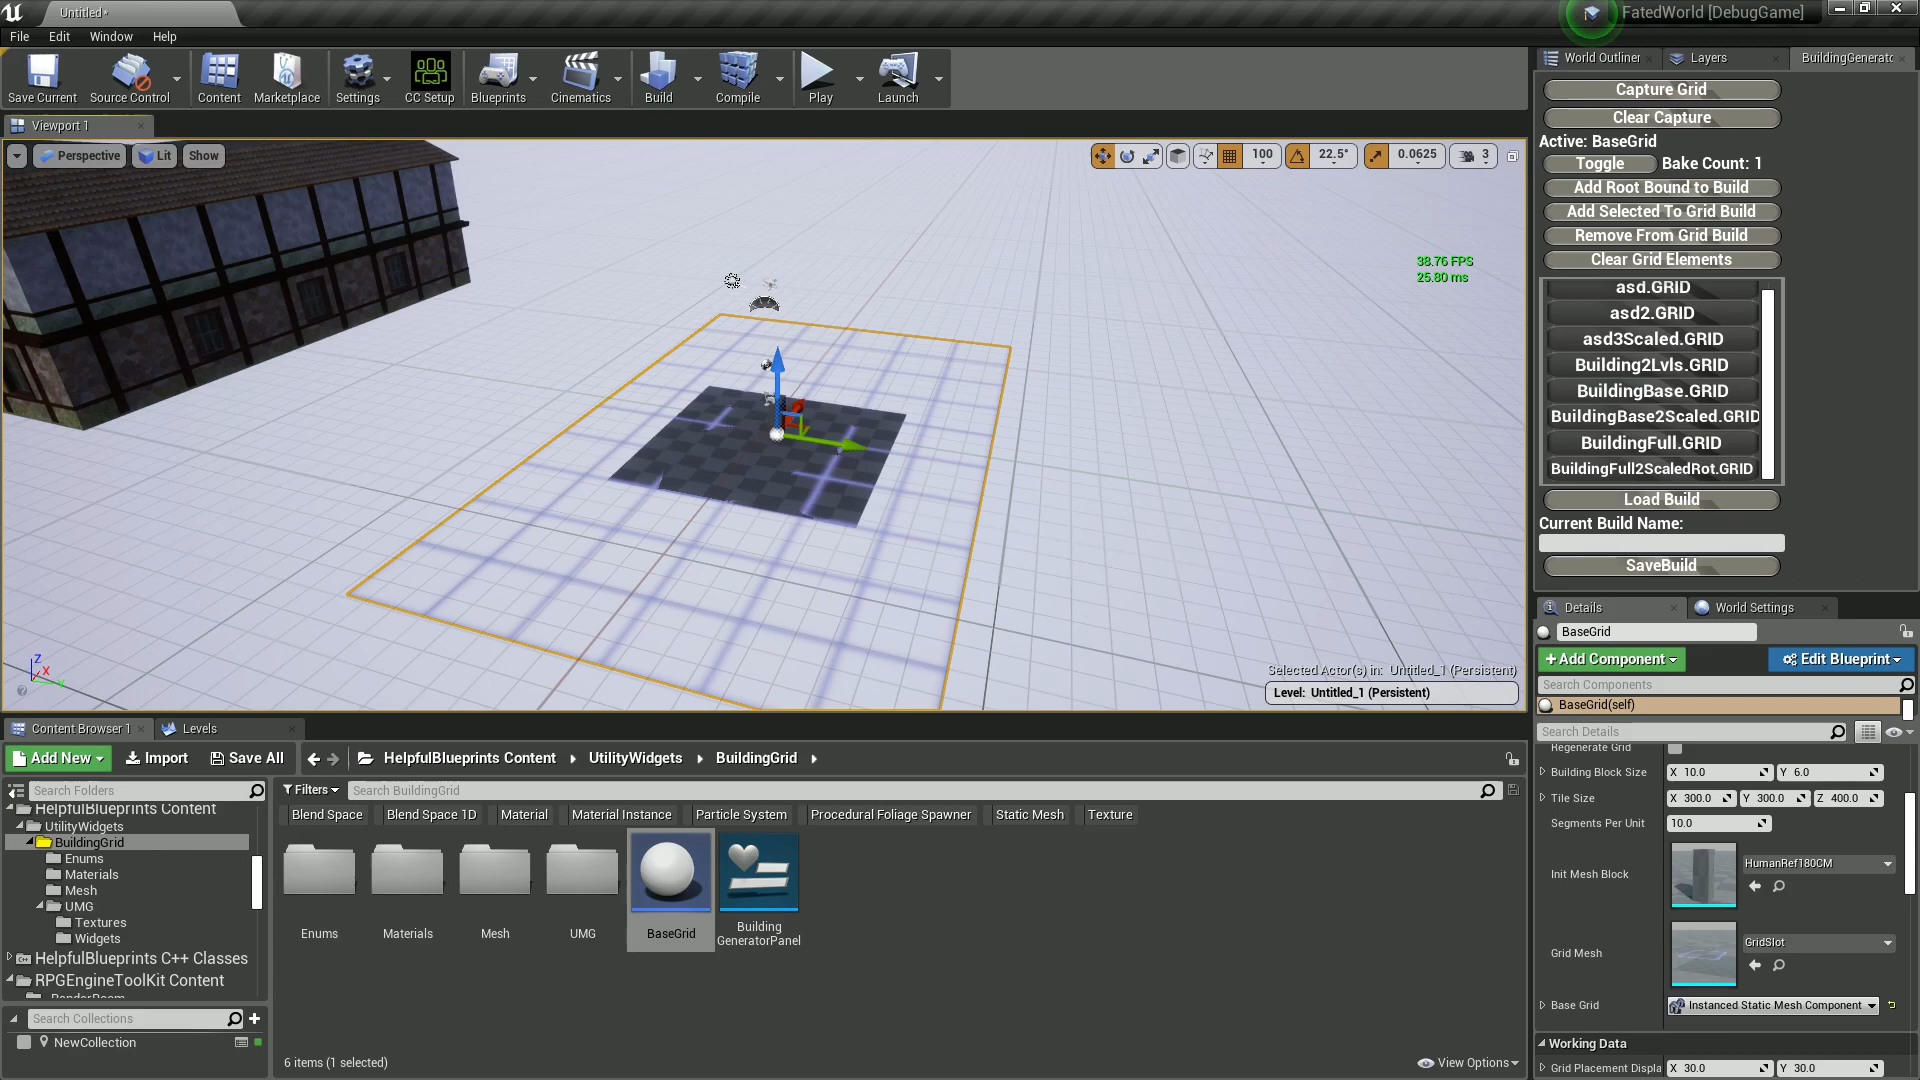 Untitled*
FatedWorld [DebugGame]
File Edit Window Help
Save Current Source Control Content Marketplace Settings CC Setup Blueprints Cinematics Build Compile Play Launch
Viewport 1
Perspective Lit Show
100 22.5° 0.0625 3
38.76 FPS
25.80 ms
Z
X
Y
Selected Actor(s) in: Untitled_1 (Persistent)
Level: Untitled_1 (Persistent)
World Outliner Layers BuildingGenerato
Capture Grid
Clear Capture
Active: BaseGrid
Toggle Bake Count: 1
Add Root Bound to Build
Add Selected To Grid Build
Remove From Grid Build
Clear Grid Elements
asd.GRID
asd2.GRID
asd3Scaled.GRID
Building2Lvls.GRID
BuildingBase.GRID
BuildingBase2Scaled.GRID
BuildingFull.GRID
BuildingFull2ScaledRot.GRID
Load Build
Current Build Name:
SaveBuild
Details World Settings
BaseGrid
+Add Component Edit Blueprint
Search Components
BaseGrid(self)
Search Details
Regenerate Grid
Building Block Size X 10.0 Y 6.0
Tile Size X 300.0 Y 300.0 Z 400.0
Segments Per Unit 10.0
Init Mesh Block HumanRef180CM
Grid Mesh GridSlot
Base Grid Instanced Static Mesh Component
Working Data
Grid Placement Displa X 30.0 Y 30.0
Content Browser 1 Levels
Add New Import Save All HelpfulBlueprints Content UtilityWidgets BuildingGrid
Search Folders
HelpfulBlueprints Content
UtilityWidgets
BuildingGrid
Enums
Materials
Mesh
UMG
Textures
Widgets
HelpfulBlueprints C++ Classes
RPGEngineToolKit Content
RenderRoom
Search Collections
NewCollection
Filters Search BuildingGrid
Blend Space Blend Space 1D Material Material Instance Particle System Procedural Foliage Spawner Static Mesh Texture
Enums Materials Mesh UMG BaseGrid Building
GeneratorPanel
6 items (1 selected) View Options